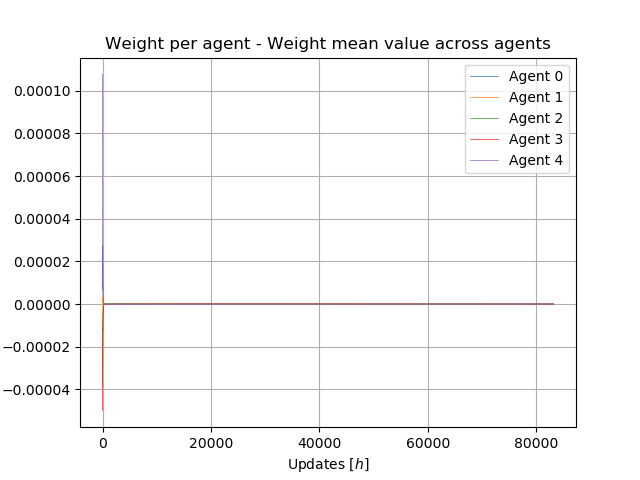 Weight per agent - Weight mean value across agents
0.00010
0.00008
0.00006
0.00004
0.00002
0.00000
−0.00002
−0.00004
0
20000
40000
60000
80000
Updates [h]
Agent 0
Agent 1
Agent 2
Agent 3
Agent 4